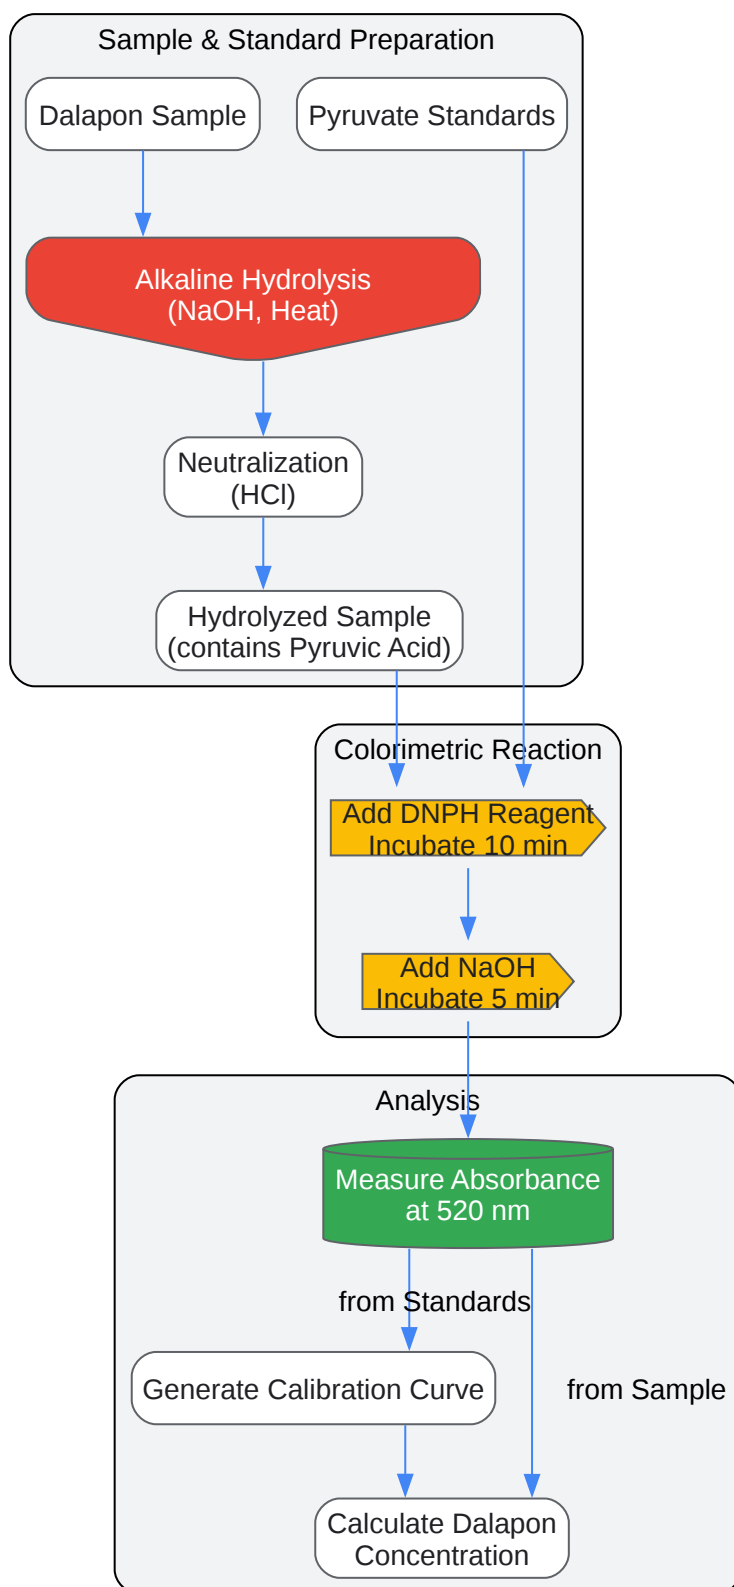 Sample & Standard Preparation
Dalapon Sample
Pyruvate Standards
Alkaline Hydrolysis
(NaOH, Heat)
Neutralization
(HCl)
Hydrolyzed Sample
(contains Pyruvic Acid)
Colorimetric Reaction
Add DNPH Reagent
Incubate 10 min
Add NaOH
Incubate 5 min
Analysis
Measure Absorbance
at 520 nm
from Standards
Generate Calibration Curve
from Sample
Calculate Dalapon
Concentration